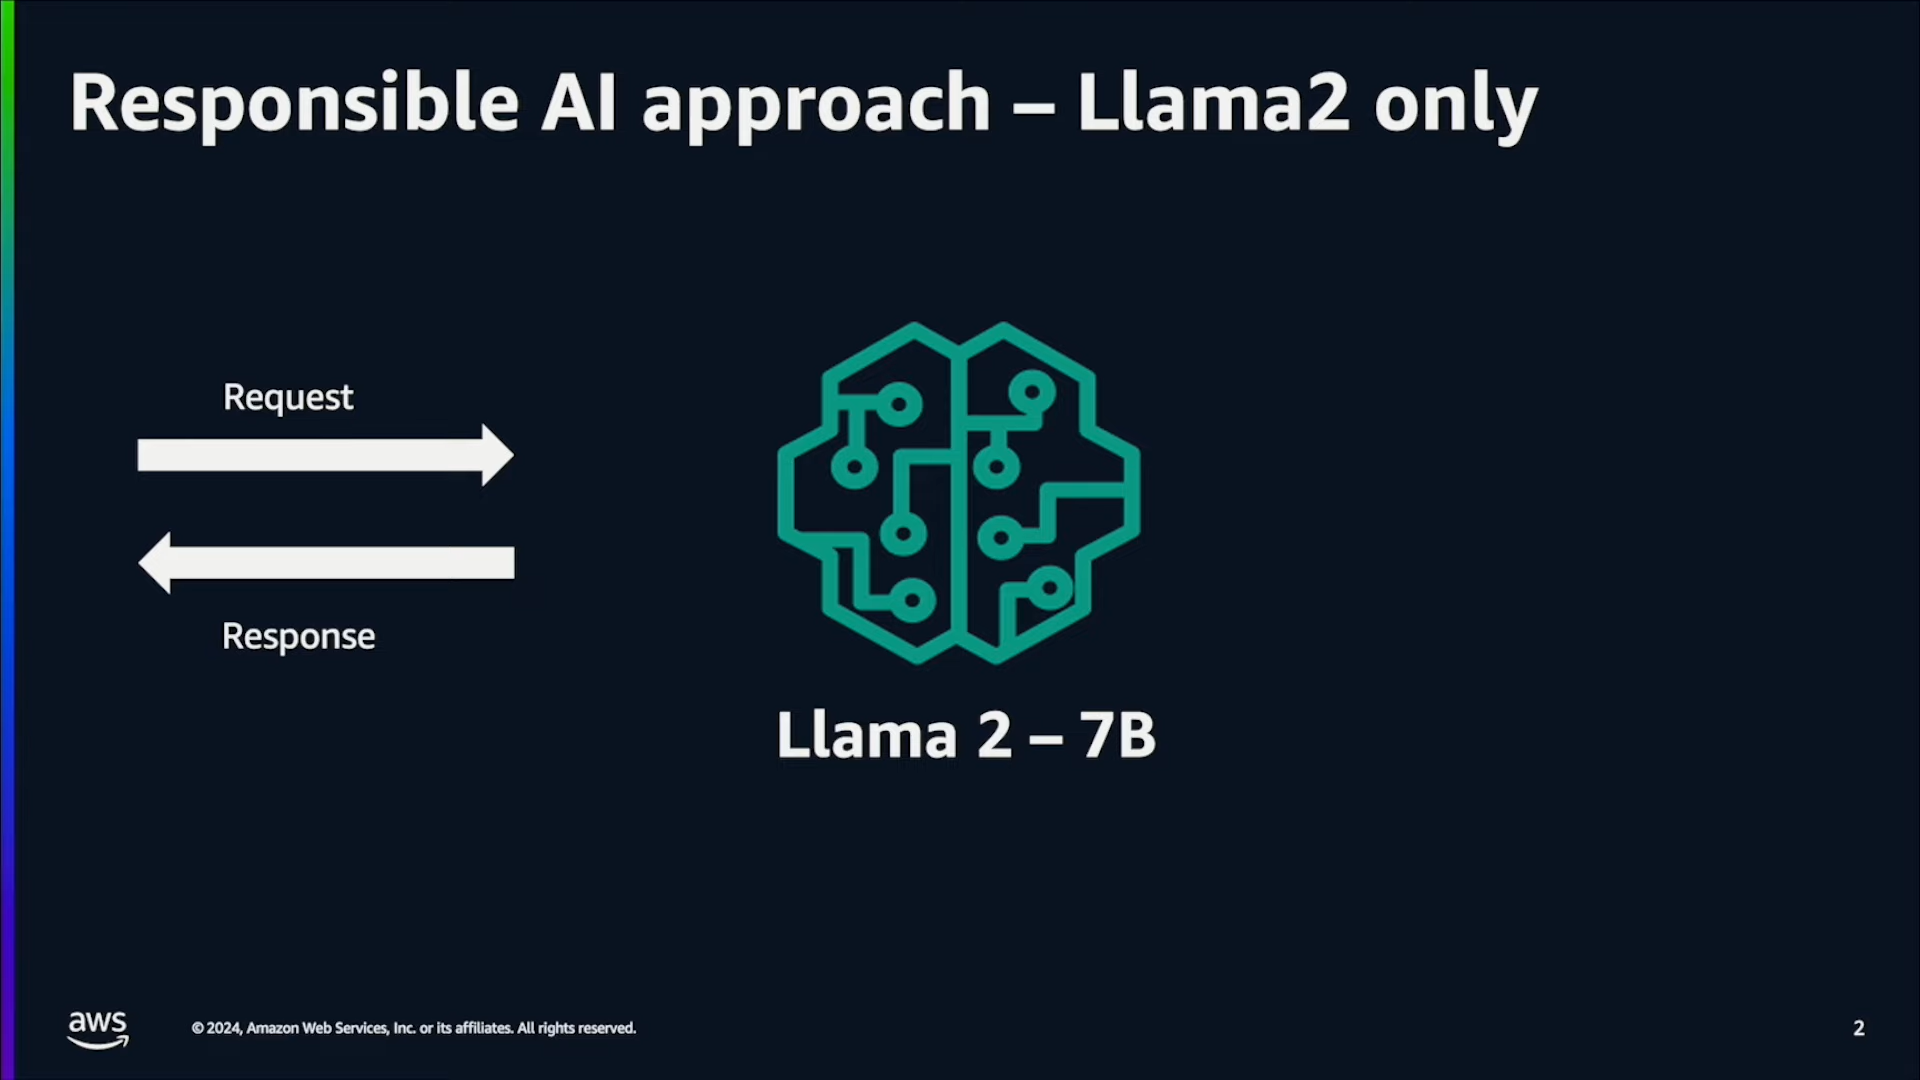 Responsible AI approach – Llama2 only
Request
Response
Llama 2 – 7B
aws
© 2024, Amazon Web Services, Inc. or its affiliates. All rights reserved.
2